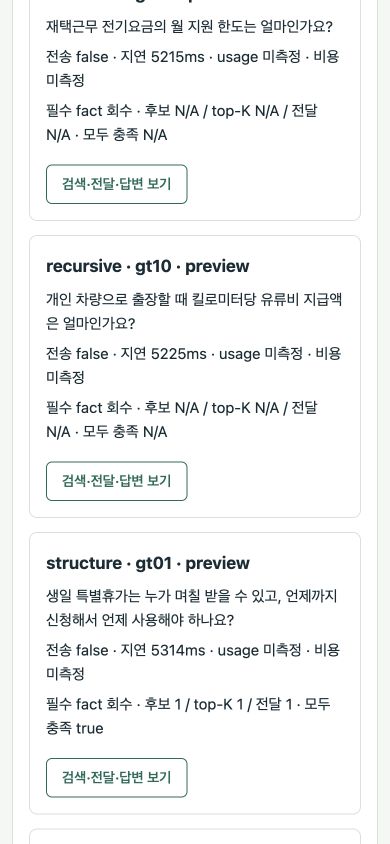 재택근무 전기요금의 월 지원 한도는 얼마인가요?
전송 false · 지연 5215ms · usage 미측정 · 비용
미측정
필수 fact 회수 · 후보 N/A / top-K N/A / 전달
N/A · 모두 충족 N/A
검색·전달·답변 보기
recursive · gt10 · preview
개인 차량으로 출장할 때 킬로미터당 유류비 지급액
은 얼마인가요?
전송 false · 지연 5225ms · usage 미측정 · 비용
미측정
필수 fact 회수 · 후보 N/A / top-K N/A / 전달
N/A · 모두 충족 N/A
검색·전달·답변 보기
structure · gt01 · preview
생일 특별휴가는 누가 며칠 받을 수 있고, 언제까지
신청해서 언제 사용해야 하나요?
전송 false · 지연 5314ms · usage 미측정 · 비용
미측정
필수 fact 회수 · 후보 1 / top-K 1 / 전달 1 · 모두
충족 true
검색·전달·답변 보기